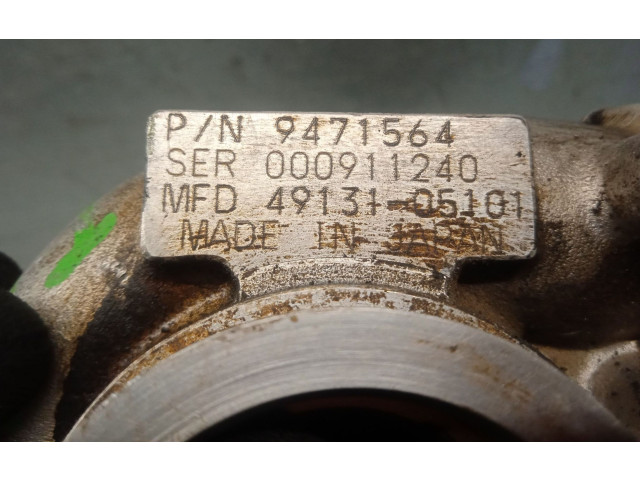 P/N 9471564
SER 000911240
MFD 49131-05101
MADE IN JAPAN